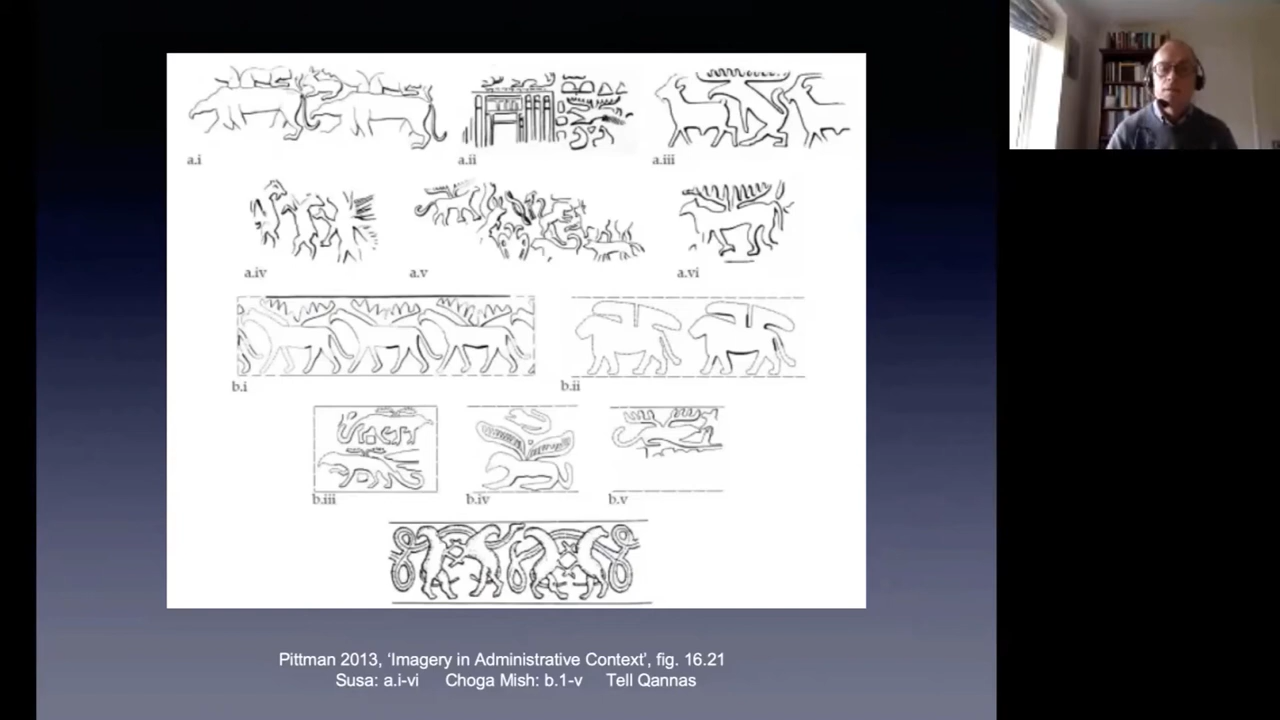 a.i a.ii a.iii
a.iv a.v a.vi
b.i b.ii
b.iii b.iv b.v
Pittman 2013, ‘Imagery in Administrative Context’, fig. 16.21
Susa: a.i-vi Choga Mish: b.1-v Tell Qannas